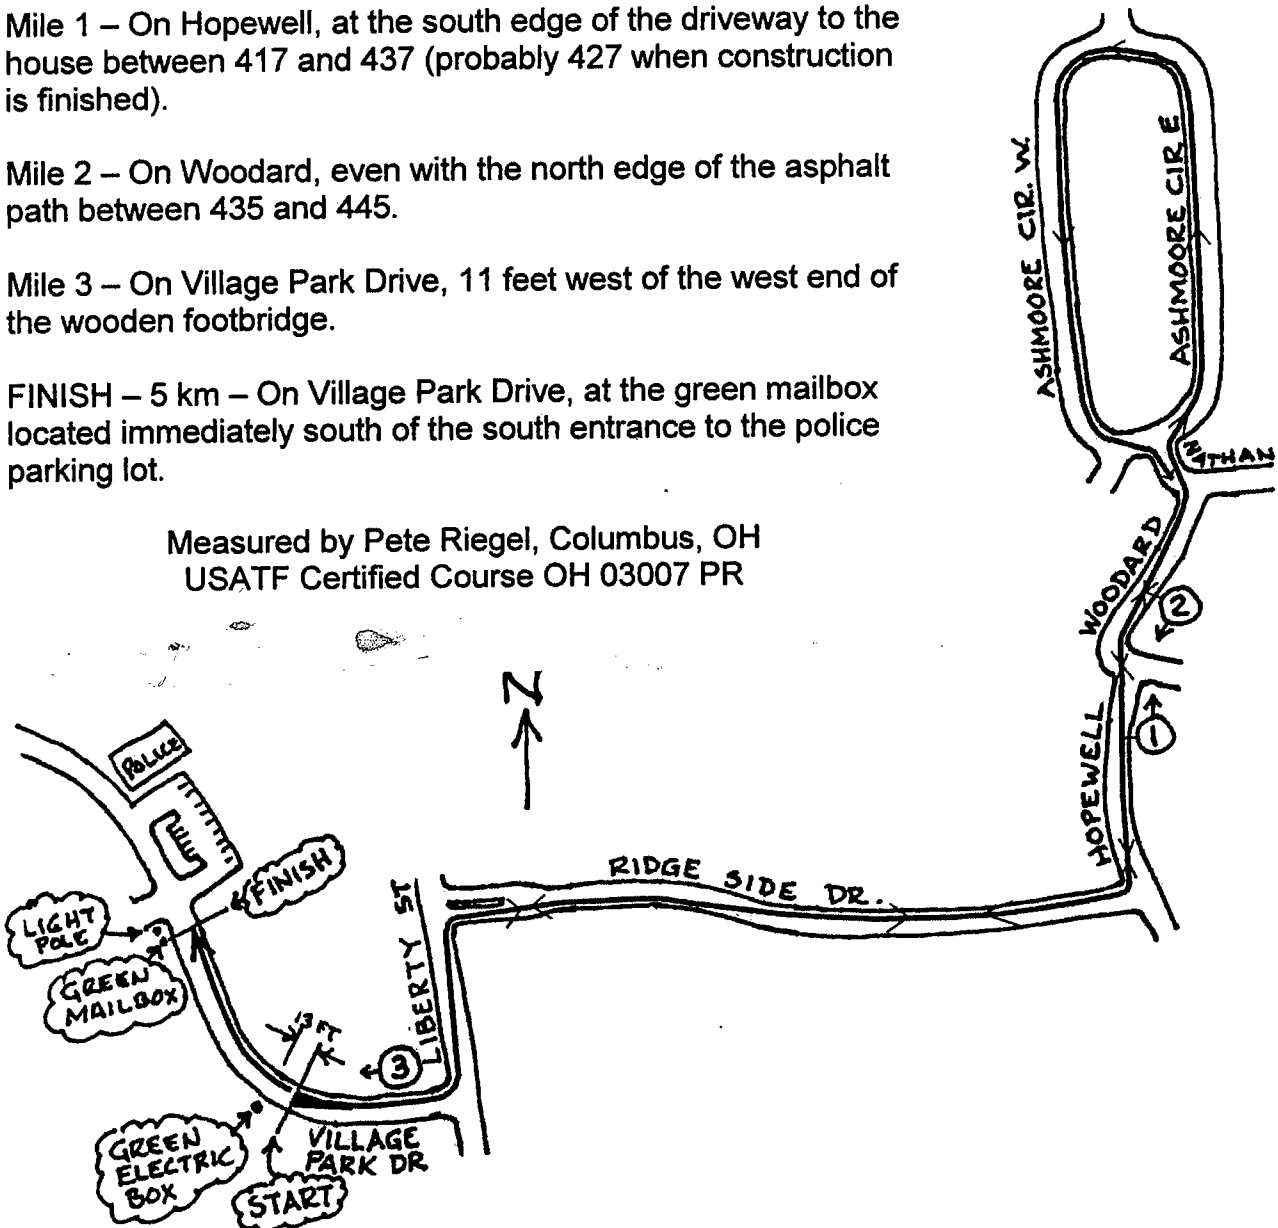 Mile 1 – On Hopewell, at the south edge of the driveway to the
house between 417 and 437 (probably 427 when construction
is finished).
Mile 2 – On Woodard, even with the north edge of the asphalt
path between 435 and 445.
Mile 3 – On Village Park Drive, 11 feet west of the west end of
the wooden footbridge.
FINISH – 5 km – On Village Park Drive, at the green mailbox
located immediately south of the south entrance to the police
parking lot.
Measured by Pete Riegel, Columbus, OH
USATF Certified Course OH 03007 PR
ASHMOORE CIR. W.
ASHMOORE CIR E
NATHAN
WOODARD
2
HOPEWELL
1
N
POLICE
FINISH
LIGHT
POLE
GREEN
MAILBOX
RIDGE SIDE DR.
LIBERTY ST
13 FT
3
GREEN
ELECTRIC
BOX
VILLAGE
PARK DR
START